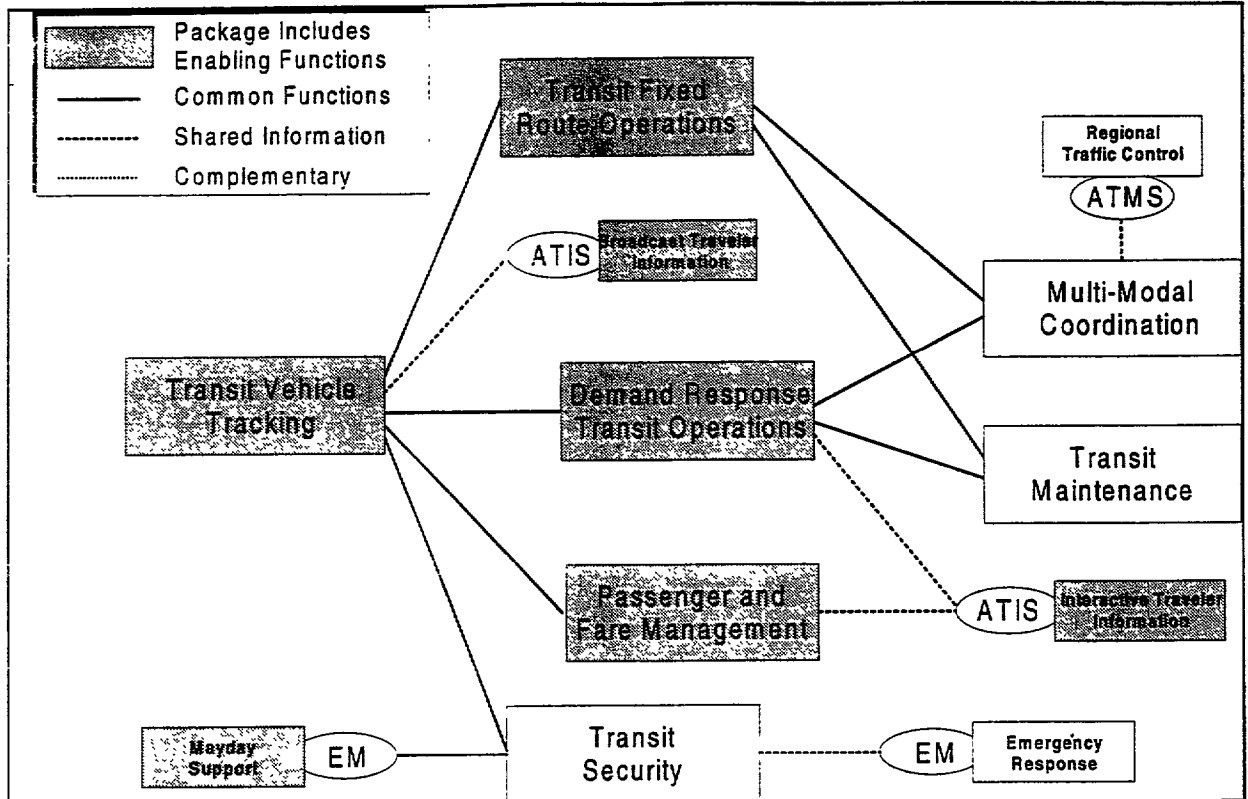 Package Includes
Enabling Functions
Common Functions
Shared Information
Complementary
Transit Fixed
Route Operations
Regional
Traffic Control
ATMS
ATIS
Broadcast Traveler
Information
Multi-Modal
Coordination
Transit Vehicle
Tracking
Demand Response
Transit Operations
Transit
Maintenance
Passenger and
Fare Management
ATIS
Interactive Traveler
Information
Mayday
Support
EM
Transit
Security
EM
Emergency
Response